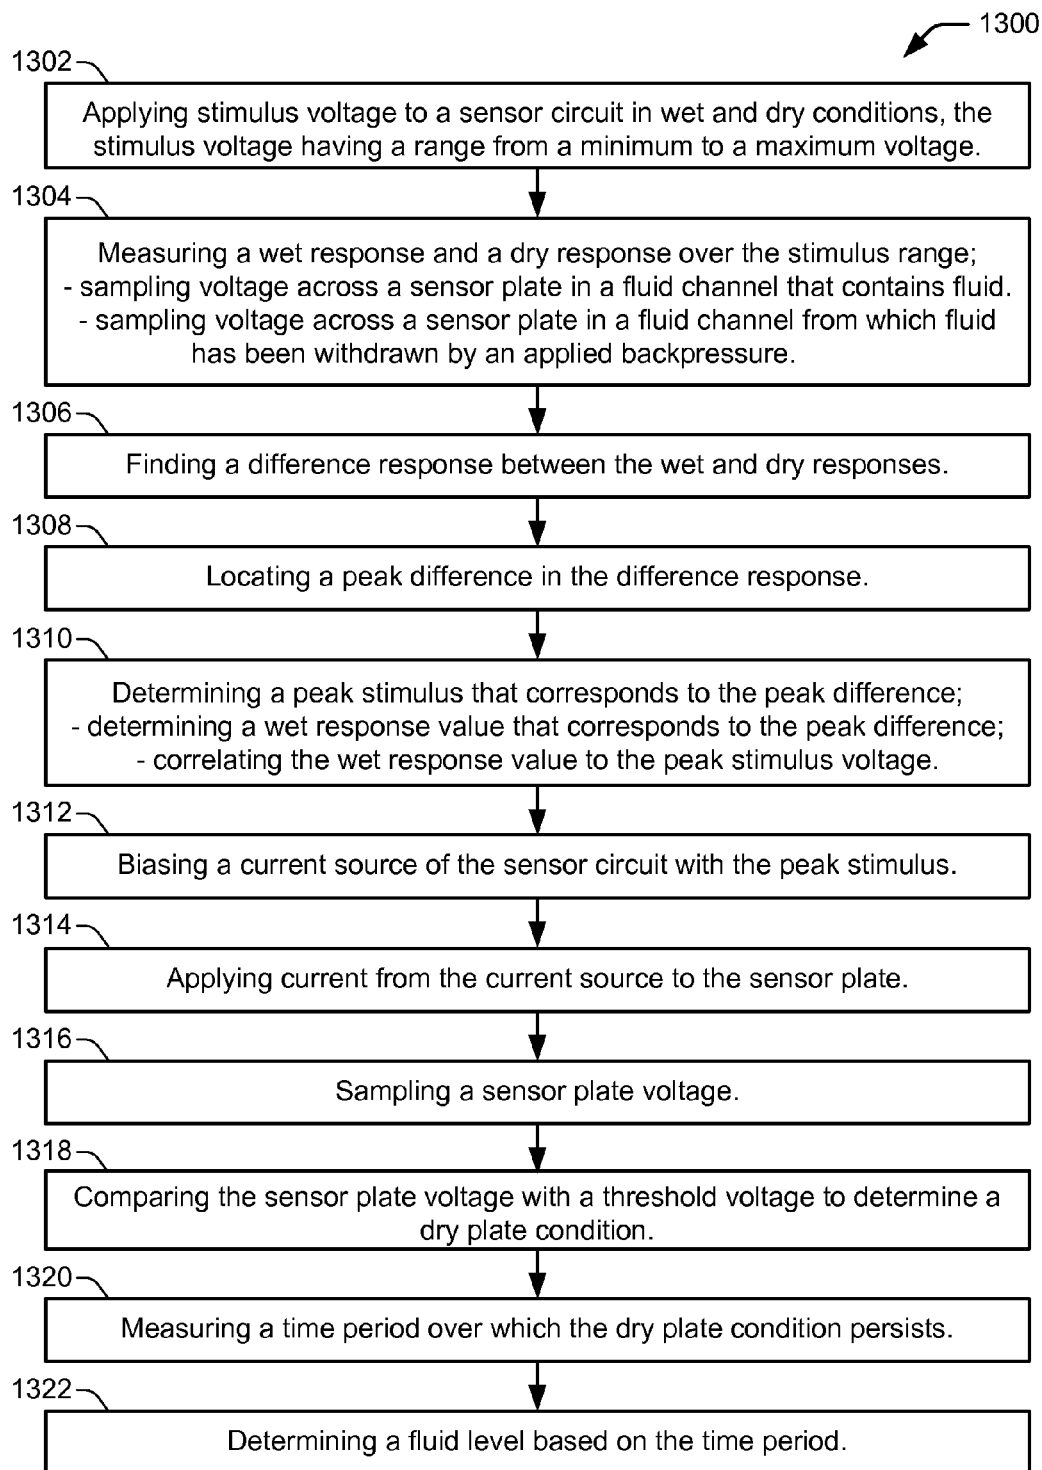 1300
1302
Applying stimulus voltage to a sensor circuit in wet and dry conditions, the
stimulus voltage having a range from a minimum to a maximum voltage.
1304
Measuring a wet response and a dry response over the stimulus range;
- sampling voltage across a sensor plate in a fluid channel that contains fluid.
- sampling voltage across a sensor plate in a fluid channel from which fluid
has been withdrawn by an applied backpressure.
1306
Finding a difference response between the wet and dry responses.
1308
Locating a peak difference in the difference response.
1310
Determining a peak stimulus that corresponds to the peak difference;
- determining a wet response value that corresponds to the peak difference;
- correlating the wet response value to the peak stimulus voltage.
1312
Biasing a current source of the sensor circuit with the peak stimulus.
1314
Applying current from the current source to the sensor plate.
1316
Sampling a sensor plate voltage.
1318
Comparing the sensor plate voltage with a threshold voltage to determine a
dry plate condition.
1320
Measuring a time period over which the dry plate condition persists.
1322
Determining a fluid level based on the time period.